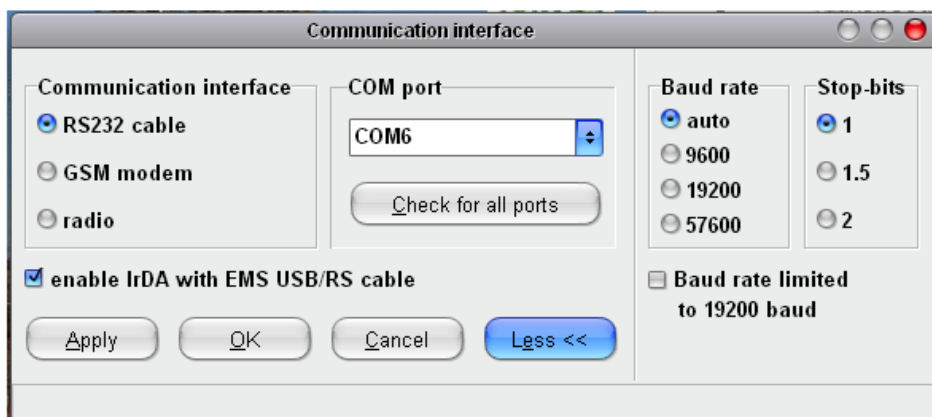 Communication interface
Communication interface
RS232 cable
GSM modem
radio
COM port
COM6
Check for all ports
enable IrDA with EMS USB/RS cable
Apply
OK
Cancel
Less <<
Baud rate
auto
9600
19200
57600
Stop-bits
1
1.5
2
Baud rate limited
to 19200 baud